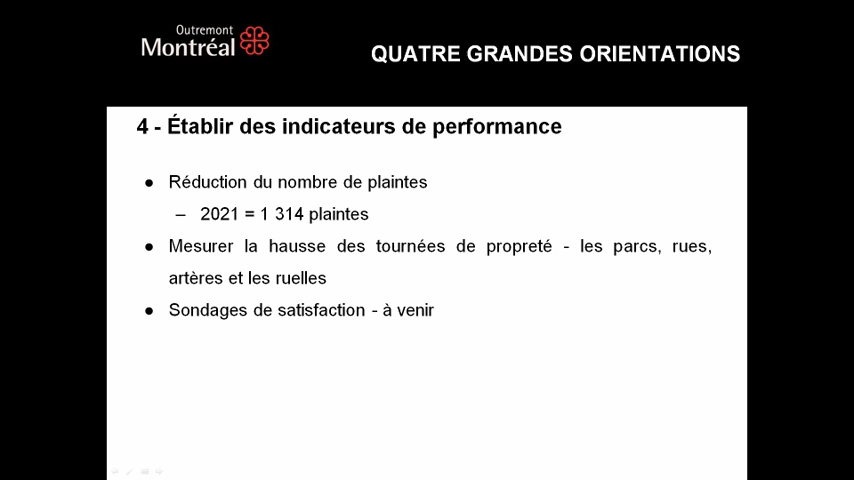 Outremont
Montréal
QUATRE GRANDES ORIENTATIONS
4 - Établir des indicateurs de performance
● Réduction du nombre de plaintes
– 2021 = 1 314 plaintes
● Mesurer la hausse des tournées de propreté - les parcs, rues,
artères et les ruelles
● Sondages de satisfaction - à venir